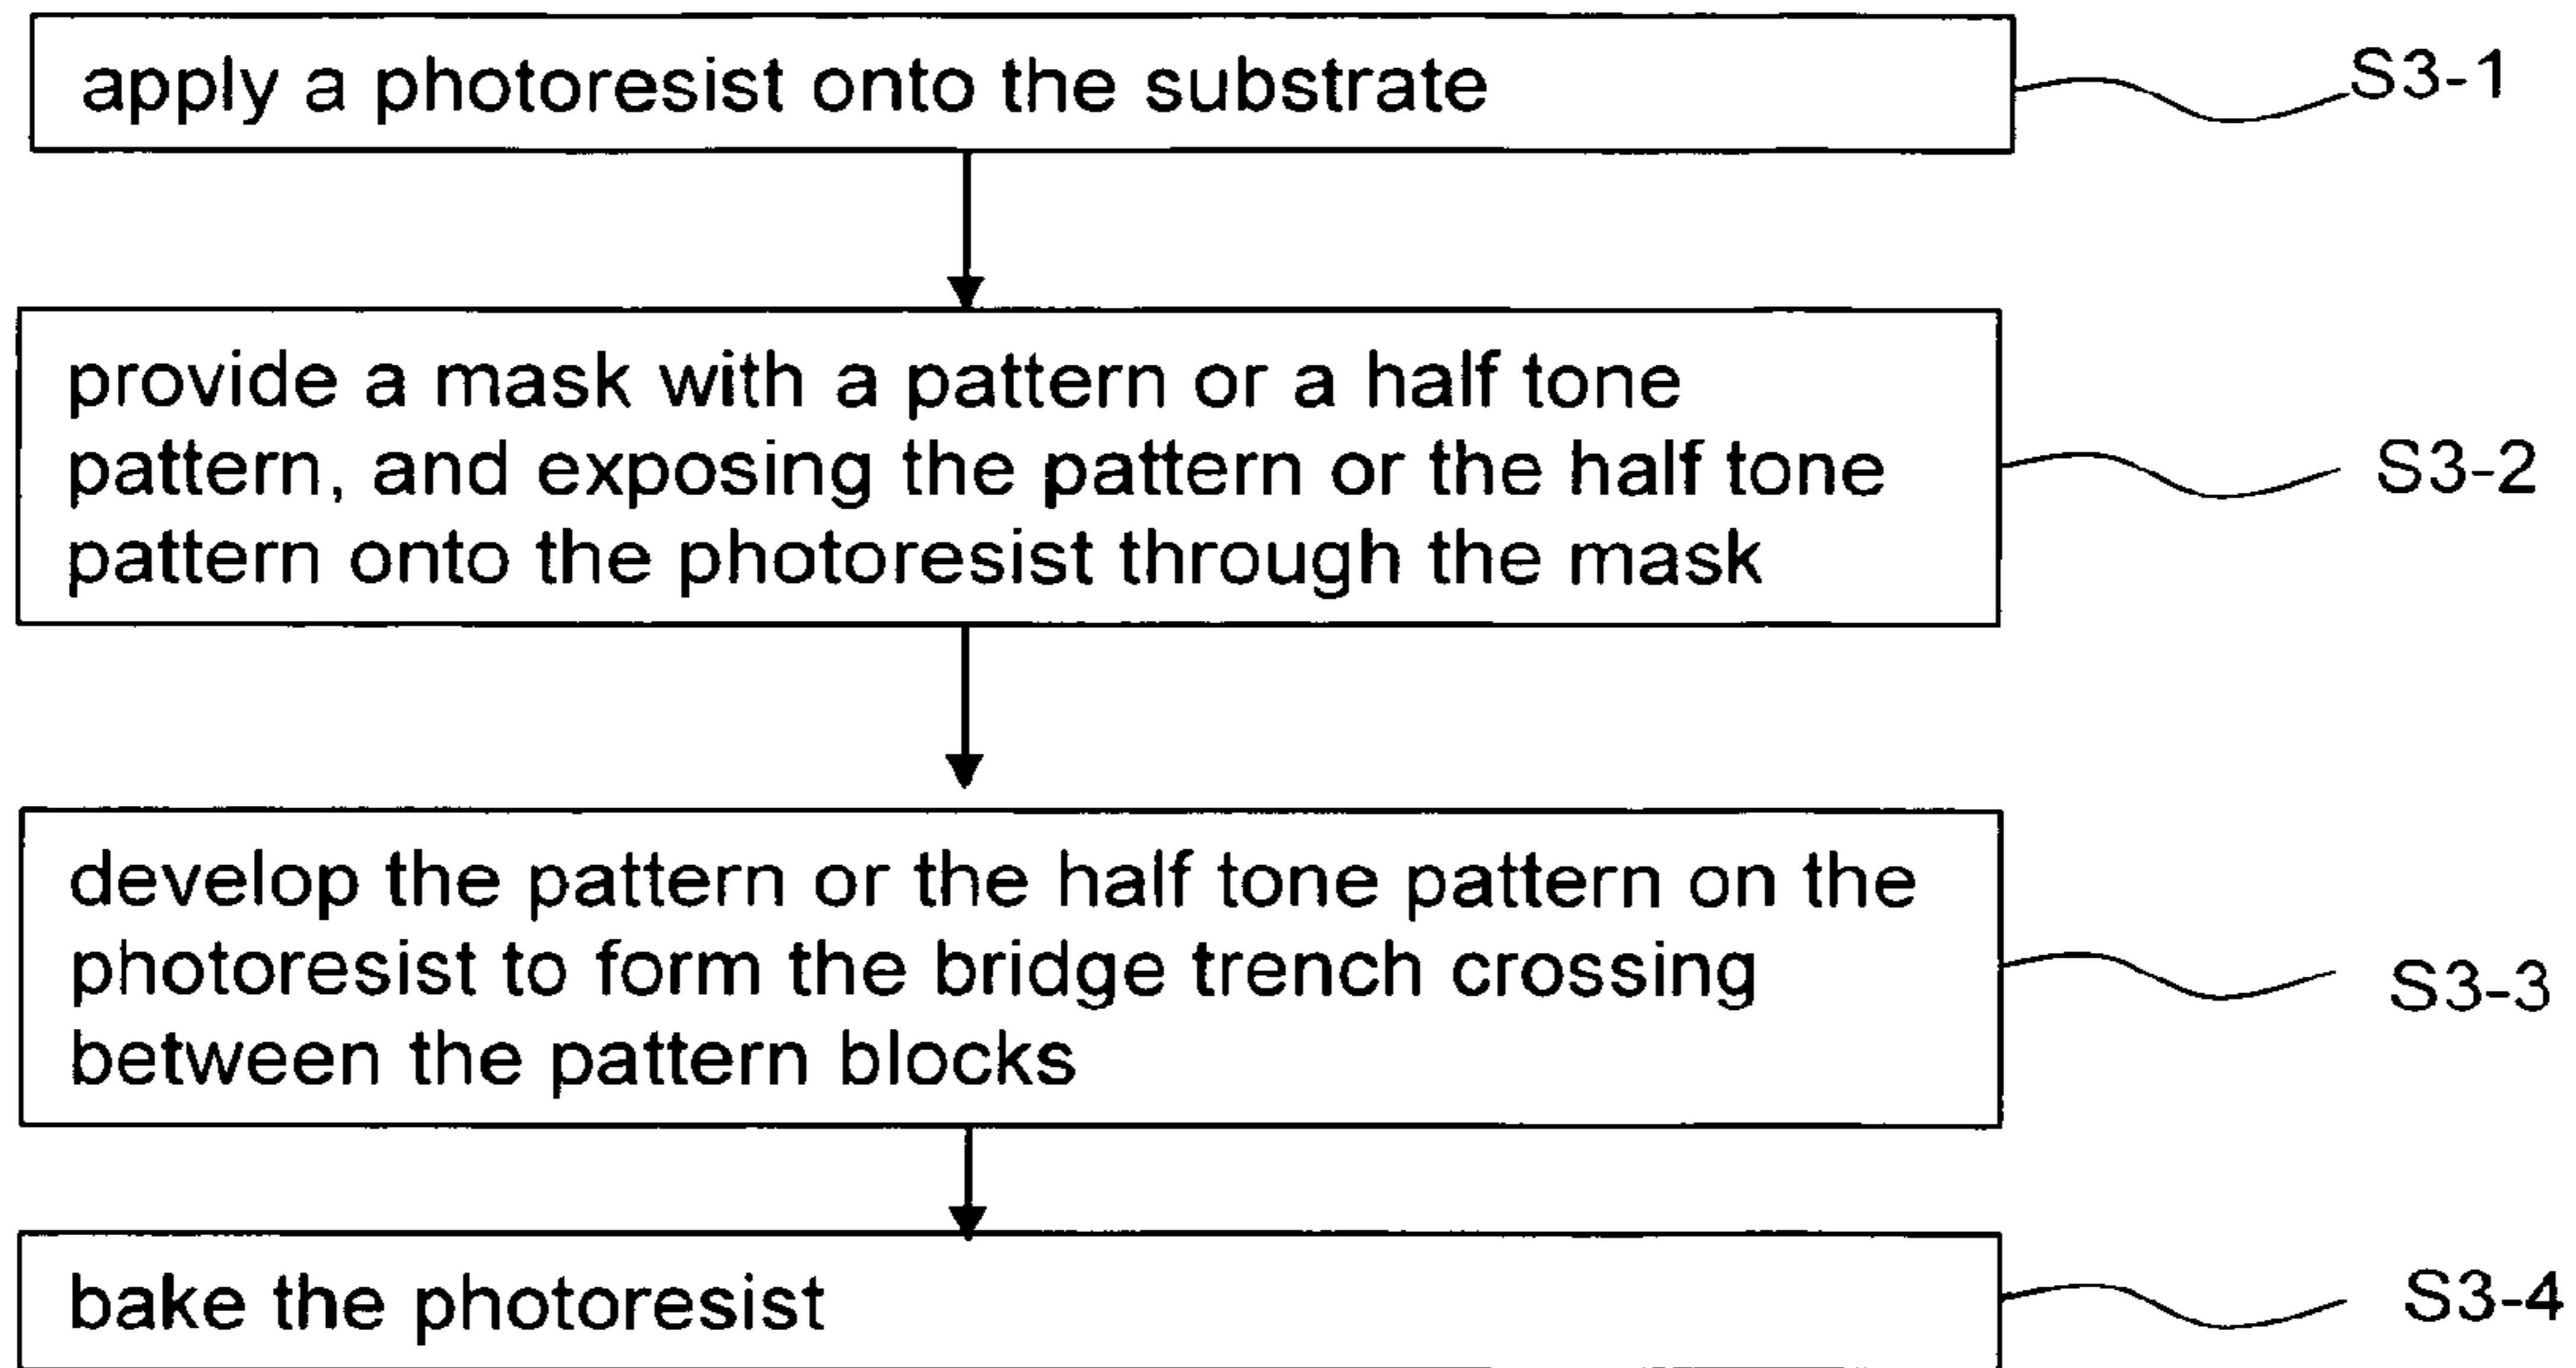 apply a photoresist onto the substrate
S3-1
provide a mask with a pattern or a half tone
pattern, and exposing the pattern or the half tone
pattern onto the photoresist through the mask
S3-2
develop the pattern or the half tone pattern on the
photoresist to form the bridge trench crossing
between the pattern blocks
S3-3
bake the photoresist
S3-4